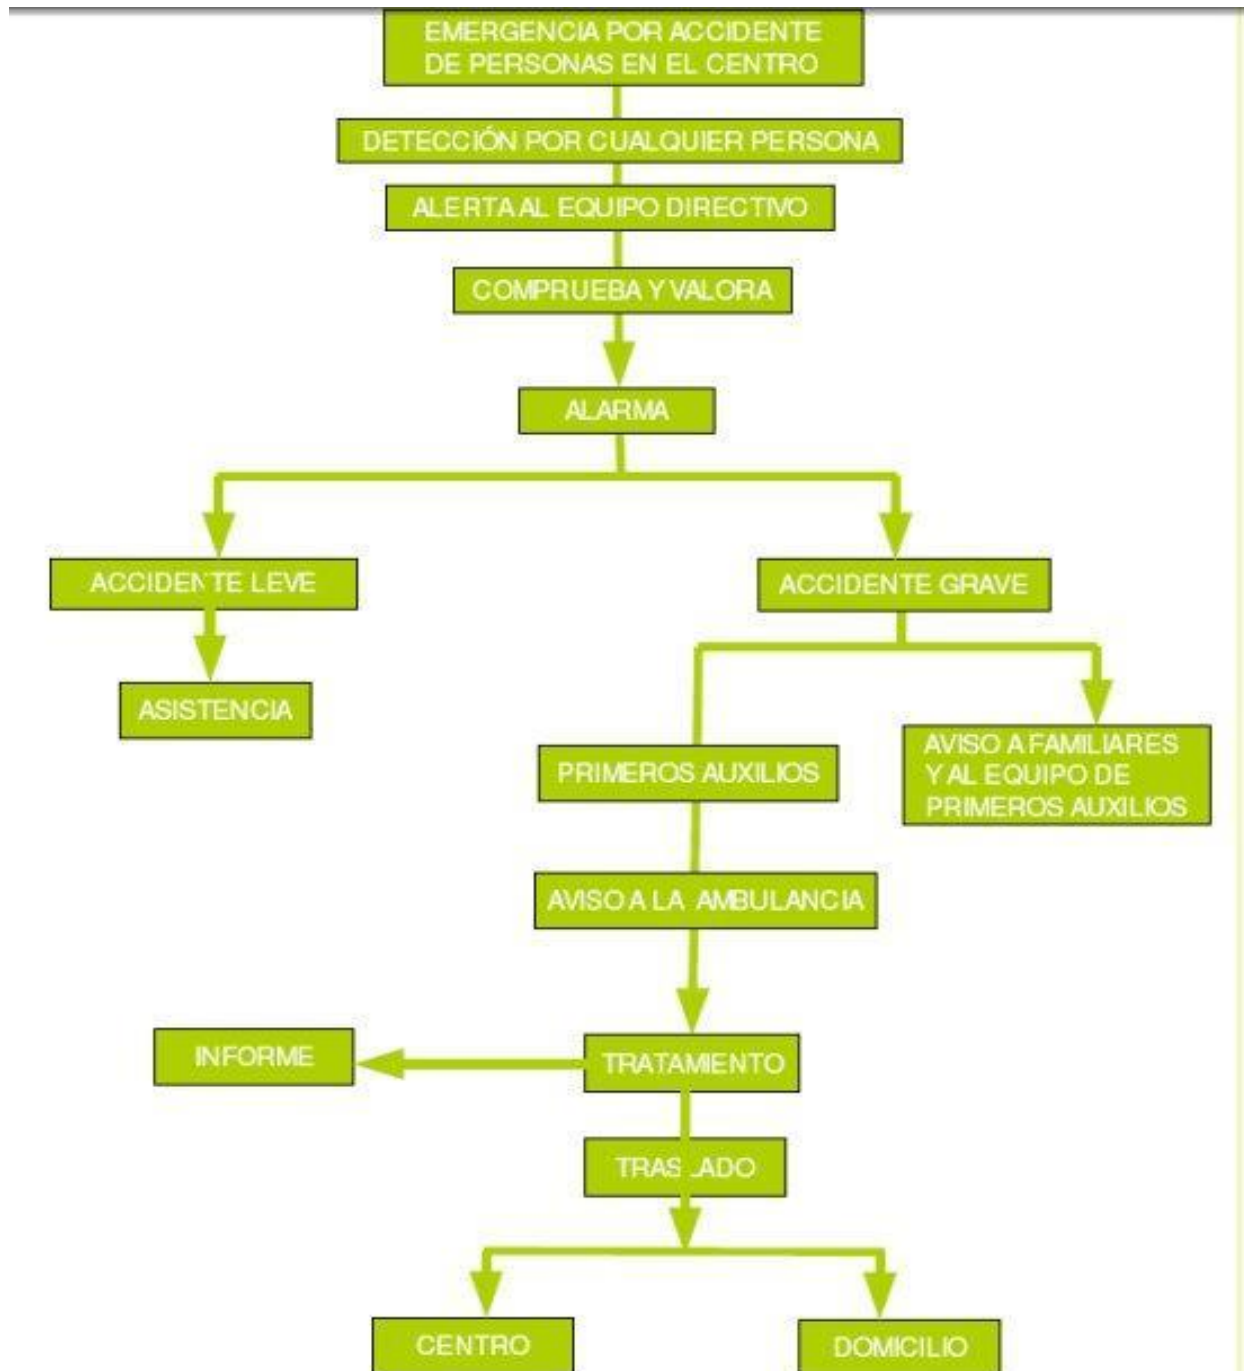 EMERGENCIA POR ACCIDENTE
DE PERSONAS EN EL CENTRO
DETECCIÓN POR CUALQUIER PERSONA
ALERTA AL EQUIPO DIRECTIVO
COMPRUEBA Y VALORA
ALARMA
ACCIDENTE LEVE
ACCIDENTE GRAVE
ASISTENCIA
AVISO A FAMILIARES
Y AL EQUIPO DE
PRIMEROS AUXILIOS
PRIMEROS AUXILIOS
AVISO A LA AMBULANCIA
INFORME
TRATAMIENTO
TRASLADO
CENTRO
DOMICILIO